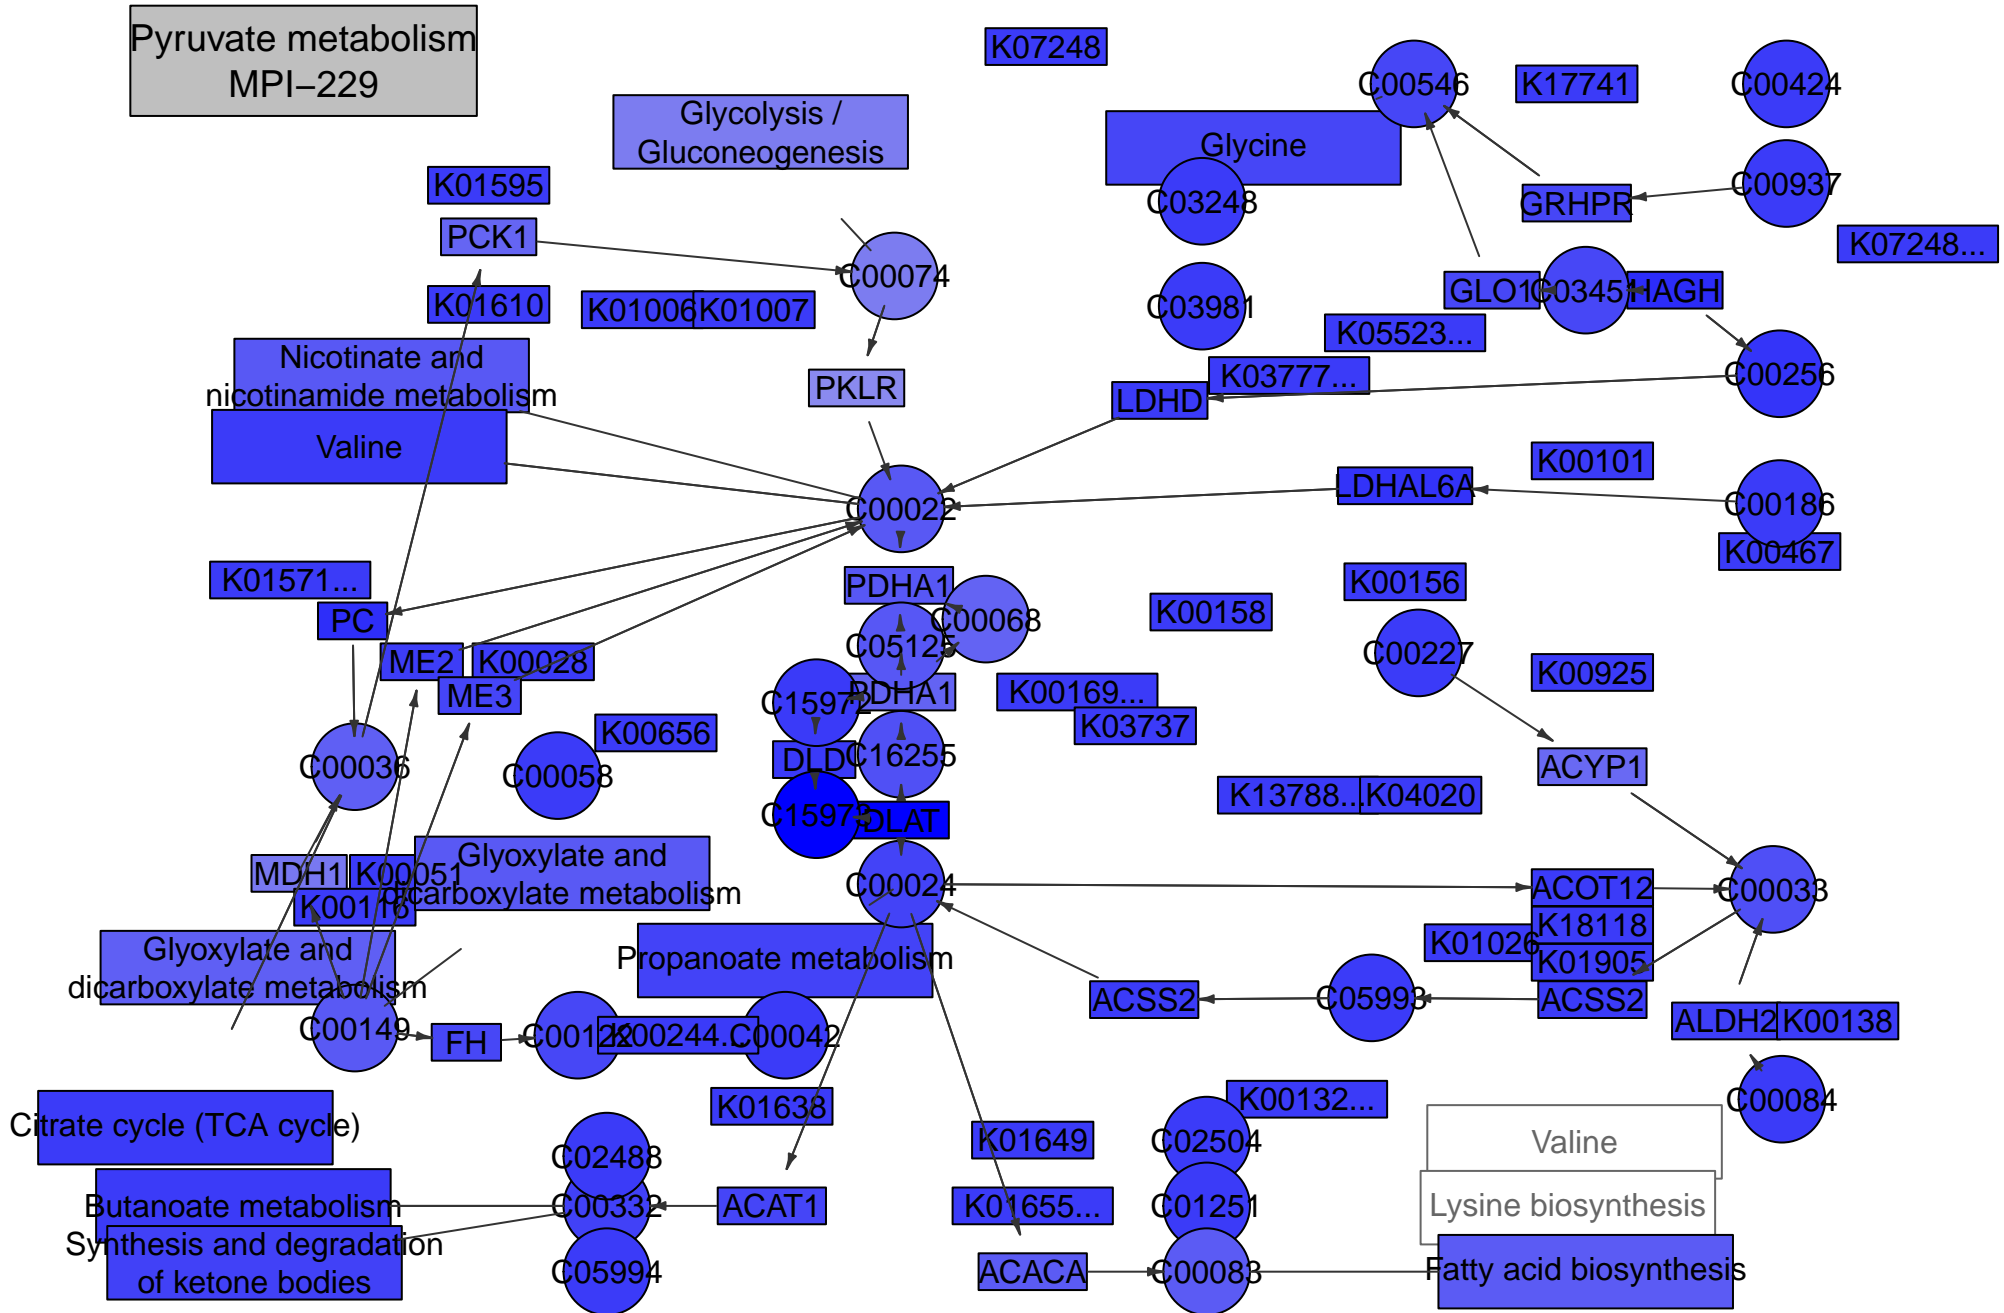 Pyruvate metabolism
MPI−229
K07248
C00546
K17741
C00424
Glycolysis /
Gluconeogenesis
Glycine
K01595
C03248
GRHPR
C00937
PCK1
K07248...
C00074
GLO1
C03451
HAGH
K01610
K01006
K01007
C03981
K05523...
Nicotinate and
nicotinamide metabolism
PKLR
K03777...
LDHD
C00256
Valine
K00101
C00022
LDHAL6A
C00186
K00467
K01571...
PDHA1
K00156
PC
C00068
K00158
C05125
C00227
ME2
K00028
ME3
K00925
C15972
PDHA1
K00169...
K03737
K00656
C00036
C00058
DLD
C16255
ACYP1
K13788...
K04020
C15973
DLAT
MDH1
K00051
Glyoxylate and
dicarboxylate metabolism
C00024
ACOT12
C00033
K00116
K18118
Glyoxylate and
dicarboxylate metabolism
Propanoate metabolism
K01026
K01905
C00149
FH
C00122
K00244...
C00042
ACSS2
C05993
ACSS2
ALDH2
K00138
Citrate cycle (TCA cycle)
K01638
K00132...
C00084
C02488
K01649
C02504
Valine
Butanoate metabolism
C00332
ACAT1
K01655...
C01251
Lysine biosynthesis
Synthesis and degradation
of ketone bodies
C05994
ACACA
C00083
Fatty acid biosynthesis